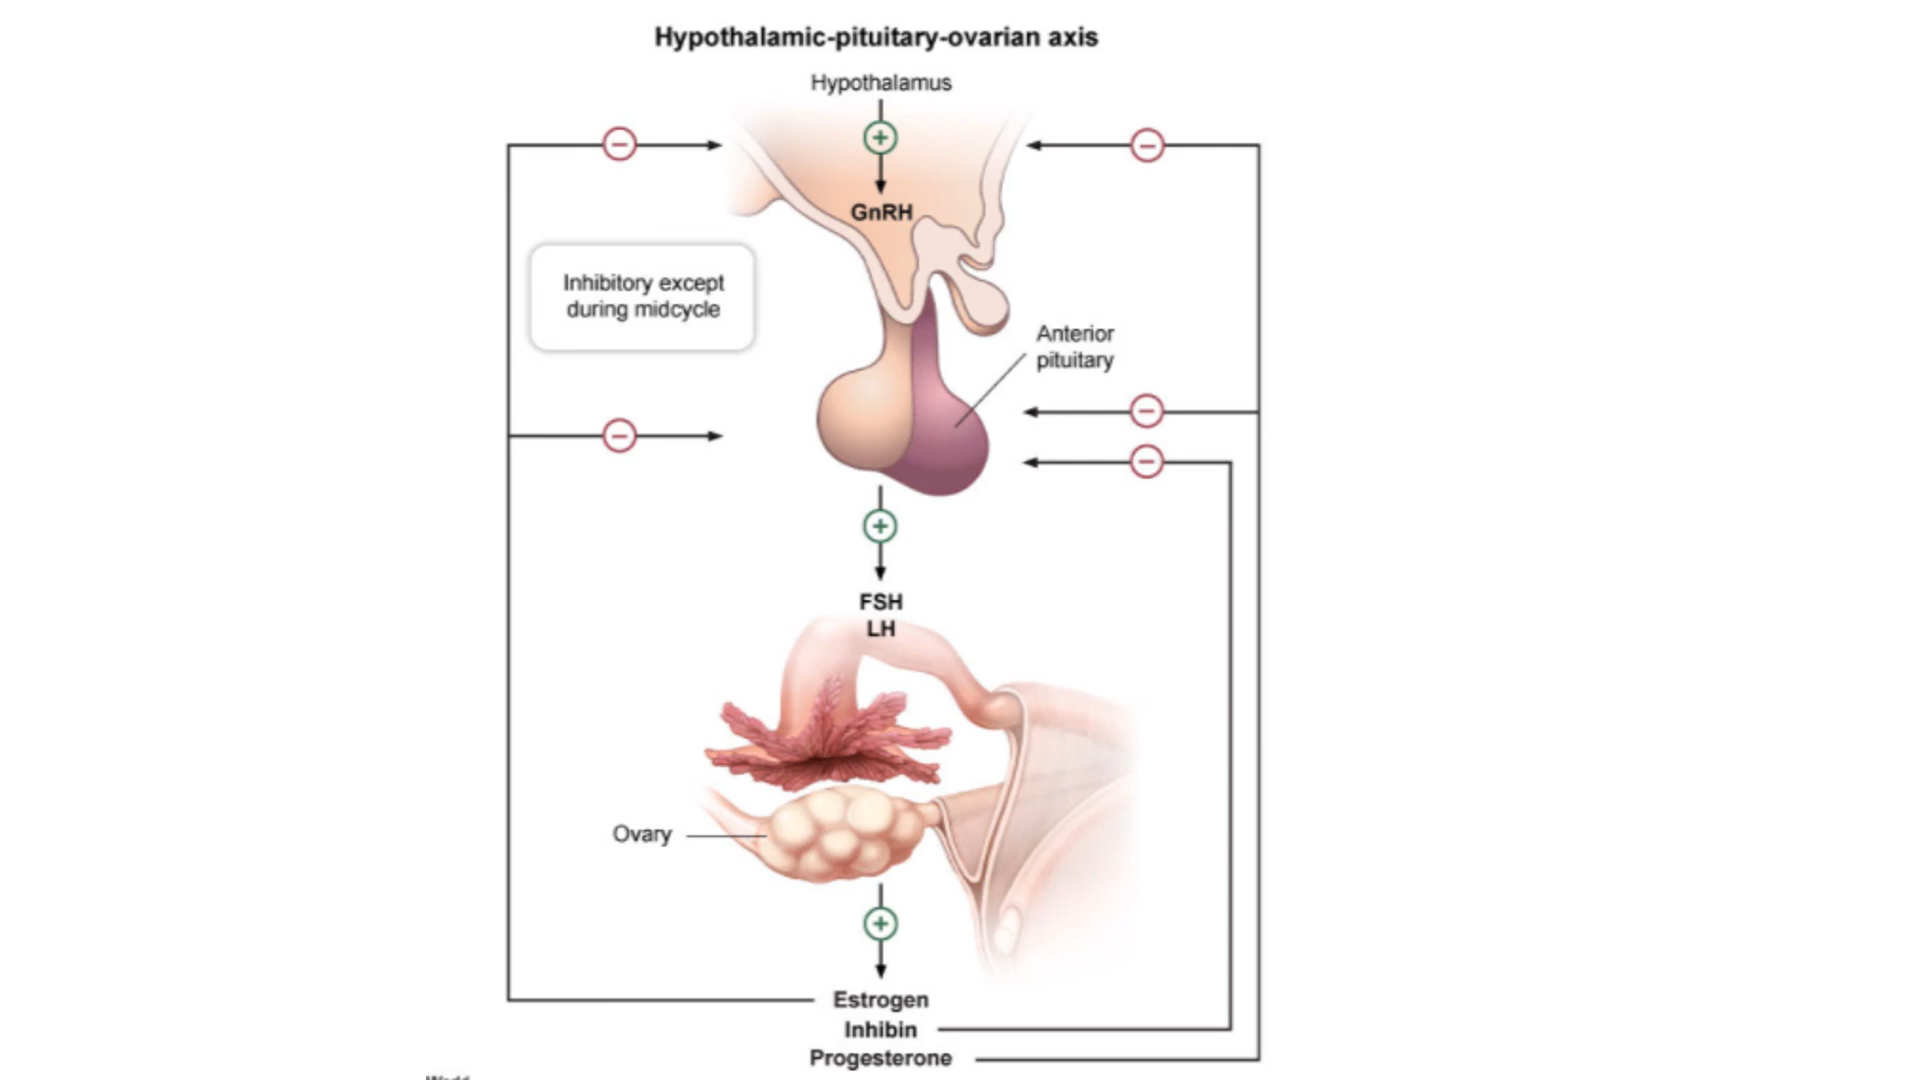 Hypothalamic-pituitary-ovarian axis
Hypothalamus
+
−
−
GnRH
Inhibitory except
during midcycle
Anterior
pituitary
−
−
−
+
FSH
LH
Ovary
+
Estrogen
Inhibin
Progesterone